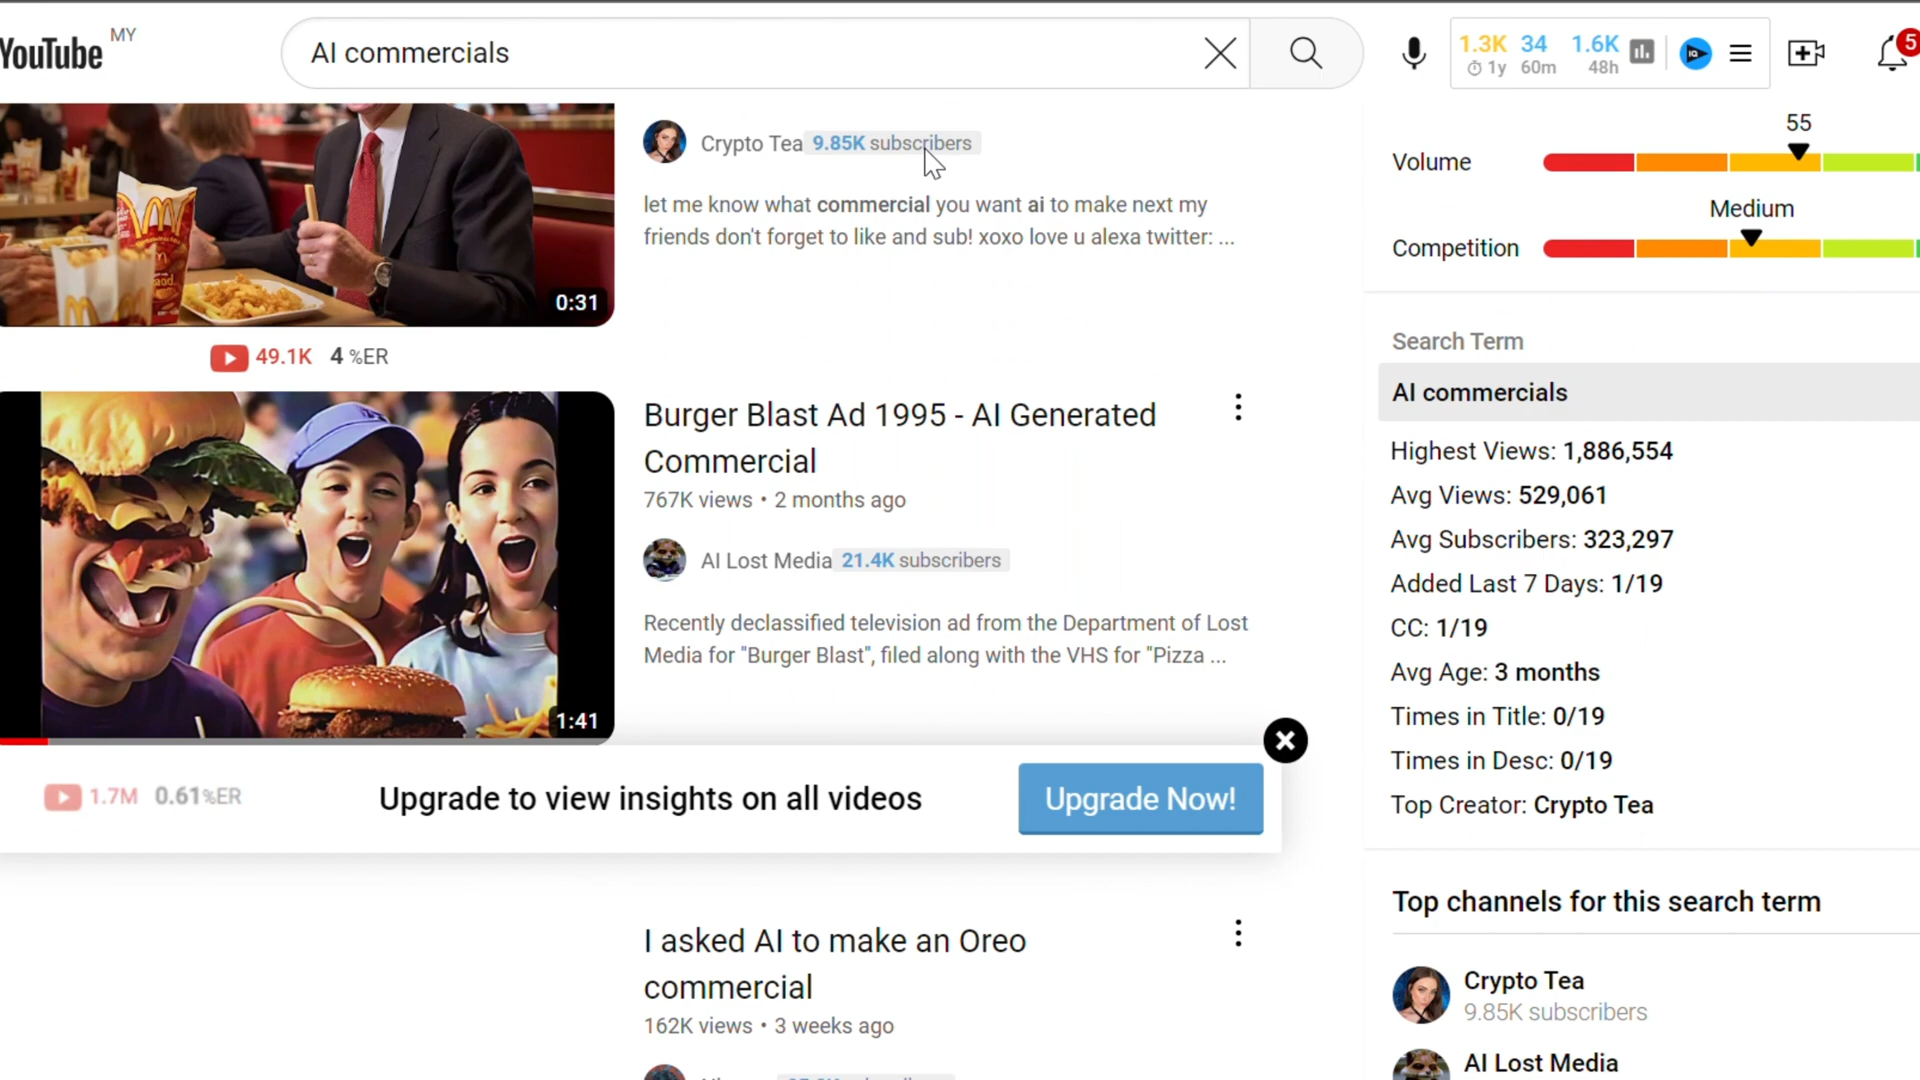 YouTube MY
AI commercials
1.3K 34 1.6K
1y 60m 48h
5
IQ
0:31
49.1K 4 %ER
Crypto Tea 9.85K subscribers
let me know what commercial you want ai to make next my
friends don't forget to like and sub! xoxo love u alexa twitter: ...
1:41
Burger Blast Ad 1995 - AI Generated
Commercial
767K views • 2 months ago
AI Lost Media 21.4K subscribers
Recently declassified television ad from the Department of Lost
Media for "Burger Blast", filed along with the VHS for "Pizza ...
1.7M 0.61%ER
Upgrade to view insights on all videos
Upgrade Now!
I asked AI to make an Oreo
commercial
162K views • 3 weeks ago
55
Volume
Medium
Competition
Search Term
AI commercials
Highest Views: 1,886,554
Avg Views: 529,061
Avg Subscribers: 323,297
Added Last 7 Days: 1/19
CC: 1/19
Avg Age: 3 months
Times in Title: 0/19
Times in Desc: 0/19
Top Creator: Crypto Tea
Top channels for this search term
Crypto Tea
9.85K subscribers
AI Lost Media